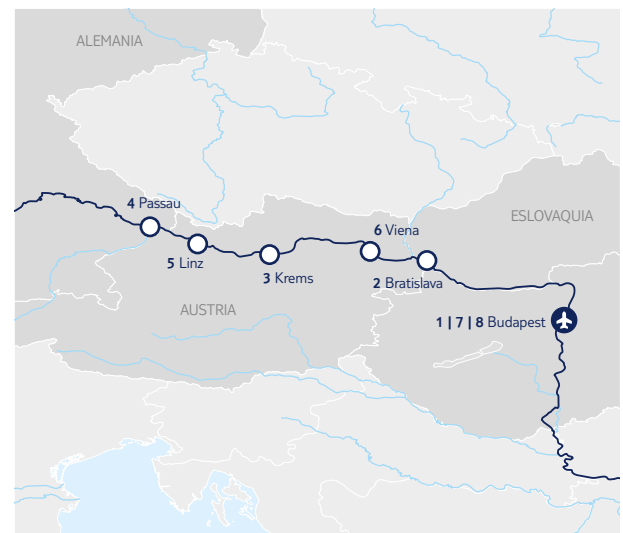 ALEMANIA
4 Passau
ESLOVAQUIA
6 Viena
5 Linz
3 Krems
2 Bratislava
AUSTRIA
1 | 7 | 8 Budapest